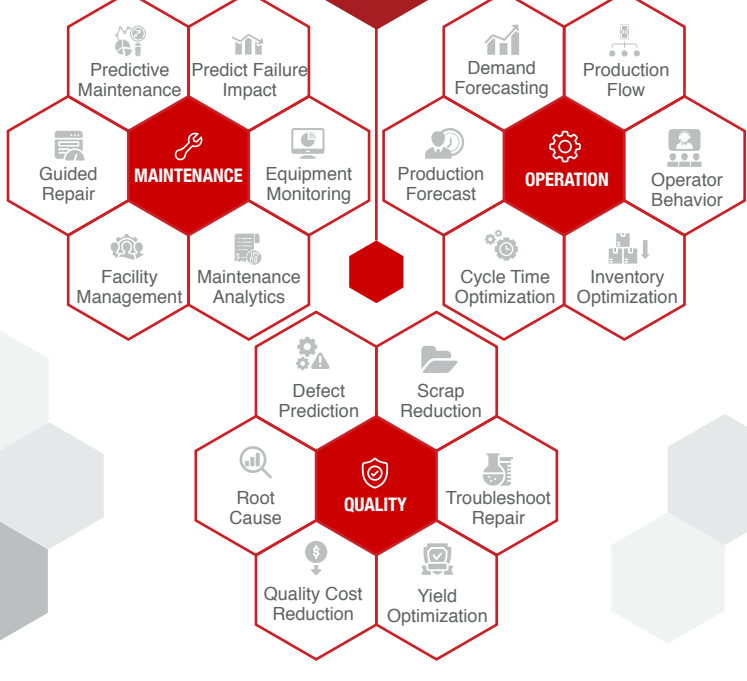 Predictive
Maintenance
Predict Failure
Impact
Guided
Repair
MAINTENANCE
Equipment
Monitoring
Facility
Management
Maintenance
Analytics
Demand
Forecasting
Production
Flow
Production
Forecast
OPERATION
Operator
Behavior
Cycle Time
Optimization
Inventory
Optimization
Defect
Prediction
Scrap
Reduction
Root
Cause
QUALITY
Troubleshoot
Repair
$
Quality Cost
Reduction
Yield
Optimization